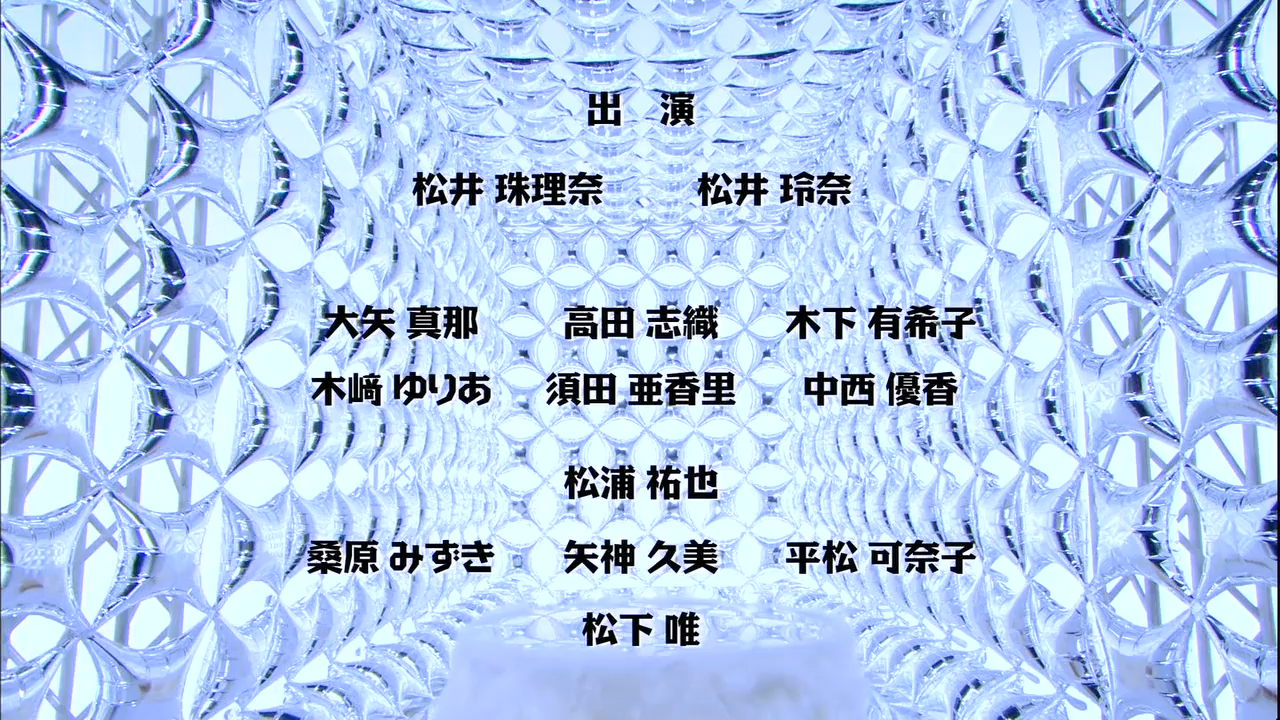 出 演
松井 珠理奈 松井 玲奈
大矢 真那 高田 志織 木下 有希子
木﨑 ゆりあ 須田 亜香里 中西 優香
松浦 祐也
桑原 みずき 矢神 久美 平松 可奈子
松下 唯